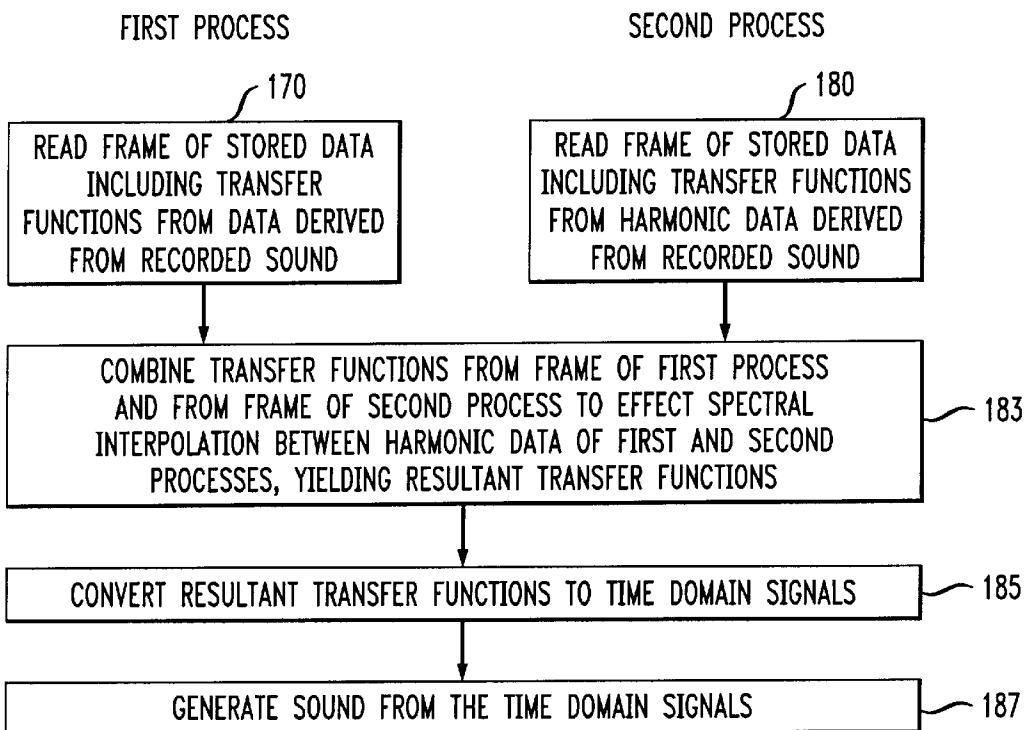 FIRST PROCESS
SECOND PROCESS
170
180
READ FRAME OF STORED DATA
INCLUDING TRANSFER
FUNCTIONS FROM DATA DERIVED
FROM RECORDED SOUND
READ FRAME OF STORED DATA
INCLUDING TRANSFER FUNCTIONS
FROM HARMONIC DATA DERIVED
FROM RECORDED SOUND
COMBINE TRANSFER FUNCTIONS FROM FRAME OF FIRST PROCESS
AND FROM FRAME OF SECOND PROCESS TO EFFECT SPECTRAL
INTERPOLATION BETWEEN HARMONIC DATA OF FIRST AND SECOND
PROCESSES, YIELDING RESULTANT TRANSFER FUNCTIONS
183
CONVERT RESULTANT TRANSFER FUNCTIONS TO TIME DOMAIN SIGNALS
185
GENERATE SOUND FROM THE TIME DOMAIN SIGNALS
187